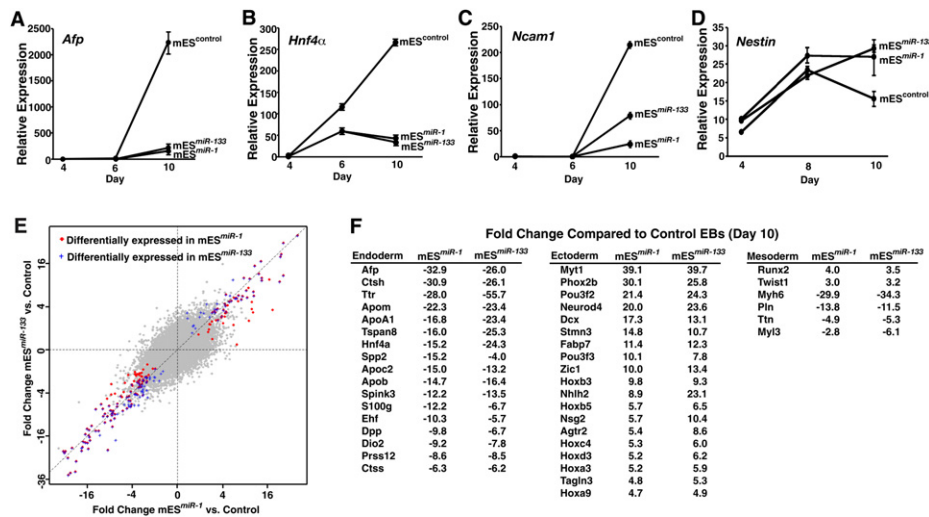 A
Afp
Relative Expression
2500
2000
1500
1000
500
0
4
6
10
Day
mES^control
mES^miR-133
mES^miR-1
B
Hnf4α
Relative Expression
300
250
200
150
100
50
0
4
6
10
Day
mES^control
mES^miR-1
mES^miR-133
C
Ncam1
Relative Expression
250
200
150
100
50
0
4
6
10
Day
mES^control
mES^miR-133
mES^miR-1
D
Nestin
Relative Expression
35
30
25
20
15
10
5
0
4
8
10
Day
mES^miR-133
mES^miR-1
mES^control
E
Differentially expressed in mES^miR-1
Differentially expressed in mES^miR-133
Fold Change mES^miR-133 vs. Control
16
4
0
-4
-16
-36
-16
-4
0
4
16
Fold Change mES^miR-1 vs. Control
F
Fold Change Compared to Control EBs (Day 10)
Endoderm mES^miR-1 mES^miR-133
Afp -32.9 -26.0
Ctsh -30.9 -26.1
Ttr -28.0 -55.7
Apom -22.3 -23.4
ApoA1 -16.8 -23.4
Tspan8 -16.0 -25.3
Hnf4a -15.2 -24.3
Spp2 -15.2 -4.0
Apoc2 -15.0 -13.2
Apob -14.7 -16.4
Spink3 -12.2 -13.5
S100g -12.2 -6.7
Ehf -10.3 -5.7
Dpp -9.8 -6.7
Dio2 -9.2 -7.8
Prss12 -8.6 -8.5
Ctss -6.3 -6.2
Ectoderm mES^miR-1 mES^miR-133
Myt1 39.1 39.7
Phox2b 30.1 25.8
Pou3f2 21.4 24.3
Neurod4 20.0 23.6
Dcx 17.3 13.1
Stmn3 14.8 10.7
Fabp7 11.4 12.3
Pou3f3 10.1 7.8
Zic1 10.0 13.4
Hoxb3 9.8 9.3
Nhlh2 8.9 23.1
Hoxb5 5.7 6.5
Nsg2 5.7 10.4
Agtr2 5.4 8.6
Hoxc4 5.3 6.0
Hoxd3 5.2 6.2
Hoxa3 5.2 5.9
Tagln3 4.8 5.3
Hoxa9 4.7 4.9
Mesoderm mES^miR-1 mES^miR-133
Runx2 4.0 3.5
Twist1 3.0 3.2
Myh6 -29.9 -34.3
Pln -13.8 -11.5
Ttn -4.9 -5.3
Myl3 -2.8 -6.1